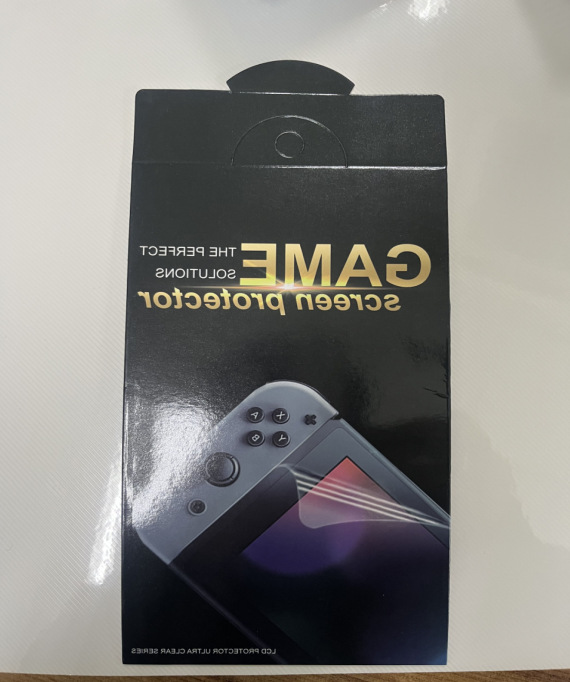 GAME THE PERFECT
SOLUTIONS
screen protector
X
A
Y
B
LCD PROTECTOR ULTRA CLEAR SERIES